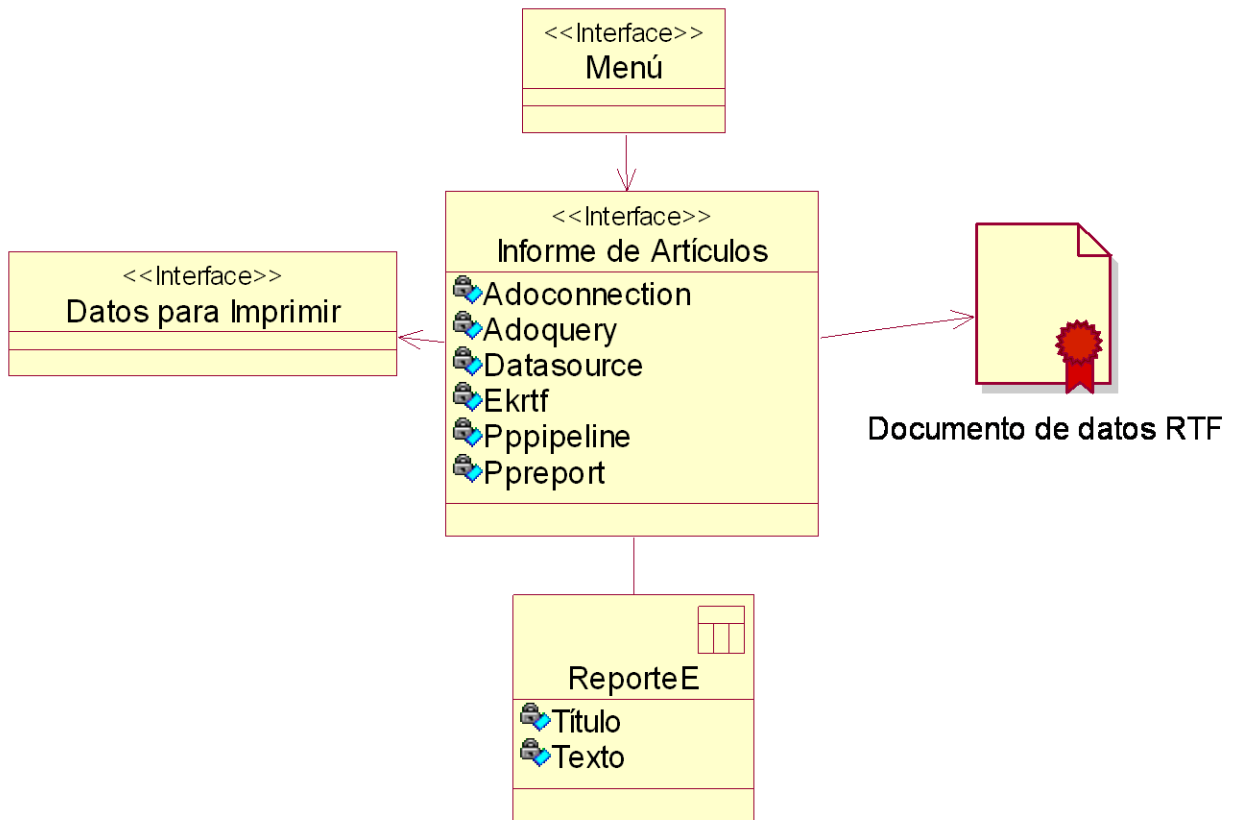 <<Interface>>
Menú
<<Interface>>
Informe de Artículos
Adoconnection
Adoquery
Datasource
Ekrtf
Pppipeline
Ppreport
<<Interface>>
Datos para Imprimir
Documento de datos RTF
ReporteE
Título
Texto